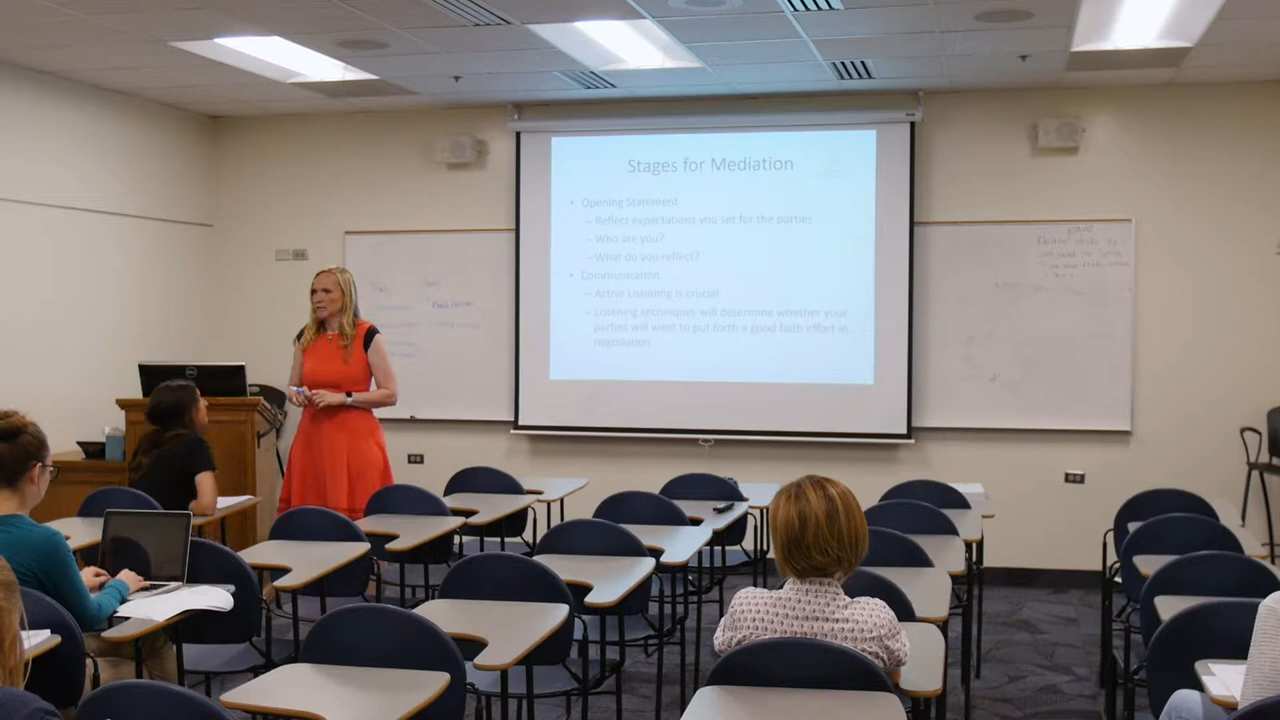 Stages for Mediation
• Opening Statement
– Reflect expectations you set for the parties
– Who are you?
– What do you reflect?
• Communication
– Active Listening is crucial
– Listening techniques will determine whether your
parties will want to put forth a good faith effort in
negotiation
DELL